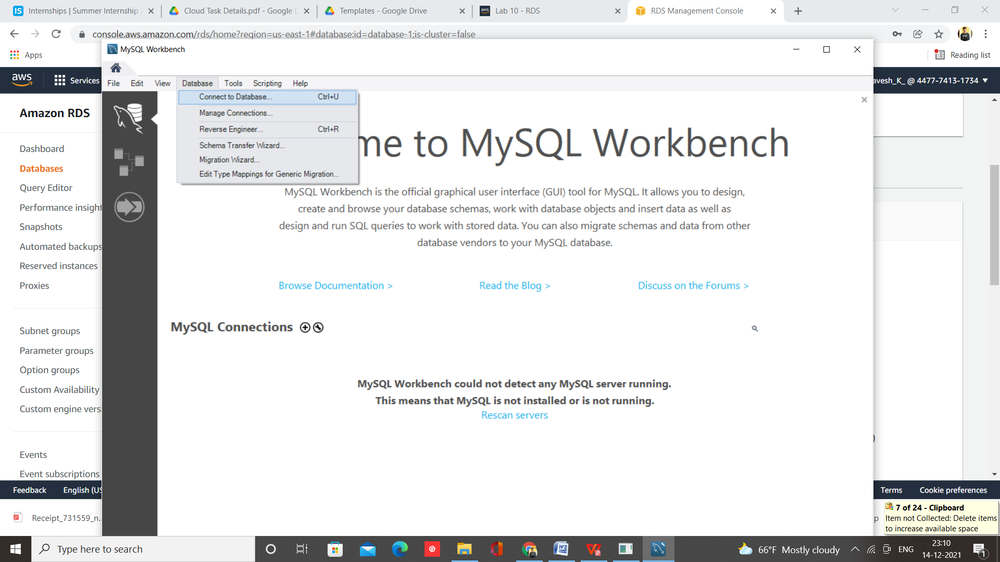 Internships | Summer Internship
Cloud Task Details.pdf - Google
Templates - Google Drive
Lab 10 - RDS
RDS Management Console
console.aws.amazon.com/rds/home?region=us-east-1#database:id=database-1;is-cluster=false
Apps
Reading list
MySQL Workbench
aws
Services
avesh_K_ @ 4477-7413-1734
File
Edit
View
Database
Tools
Scripting
Help
Connect to Database... Ctrl+U
Manage Connections...
Reverse Engineer... Ctrl+R
Schema Transfer Wizard...
Migration Wizard...
Edit Type Mappings for Generic Migration...
Amazon RDS
Dashboard
Databases
Query Editor
Performance insight
Snapshots
Automated backups
Reserved instances
Proxies
Subnet groups
Parameter groups
Option groups
Custom Availability
Custom engine vers
Events
Event subscriptions
me to MySQL Workbench
MySQL Workbench is the official graphical user interface (GUI) tool for MySQL. It allows you to design,
create and browse your database schemas, work with database objects and insert data as well as
design and run SQL queries to work with stored data. You can also migrate schemas and data from other
database vendors to your MySQL database.
Browse Documentation >
Read the Blog >
Discuss on the Forums >
MySQL Connections
MySQL Workbench could not detect any MySQL server running.
This means that MySQL is not installed or is not running.
Rescan servers
Feedback
English (US
Terms
Cookie preferences
Receipt_731559_n...
p
7 of 24 - Clipboard
Item not Collected: Delete items
to increase available space
Type here to search
66°F Mostly cloudy
ENG
23:10
14-12-2021
1